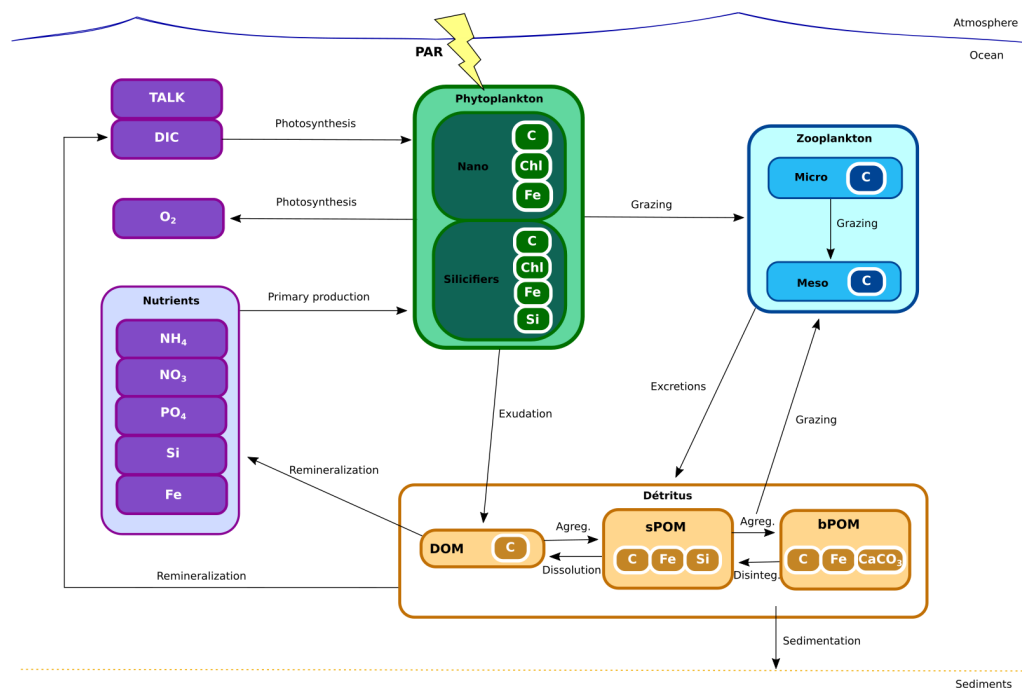 Atmosphere
Ocean
PAR
TALK
DIC
Photosynthesis
O₂
Photosynthesis
Phytoplankton
Nano
C
Chl
Fe
Silicifiers
C
Chl
Fe
Si
Grazing
Zooplankton
Micro
C
Grazing
Meso
C
Nutrients
NH₄
NO₃
PO₄
Si
Fe
Primary production
Exudation
Excretions
Grazing
Remineralization
Remineralization
Détritus
DOM
C
Agreg.
Dissolution
sPOM
C
Fe
Si
Agreg.
Disinteg.
bPOM
C
Fe
CaCO₃
Sedimentation
Sediments